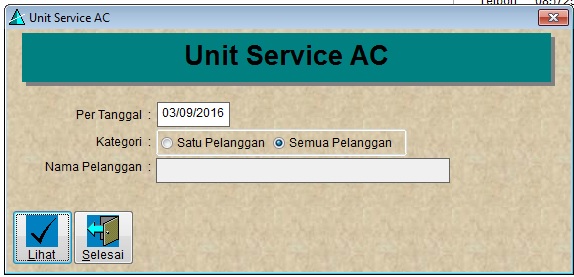 Unit Service AC
Unit Service AC
Per Tanggal : 03/09/2016
Kategori : Satu Pelanggan Semua Pelanggan
Nama Pelanggan :
Lihat Selesai